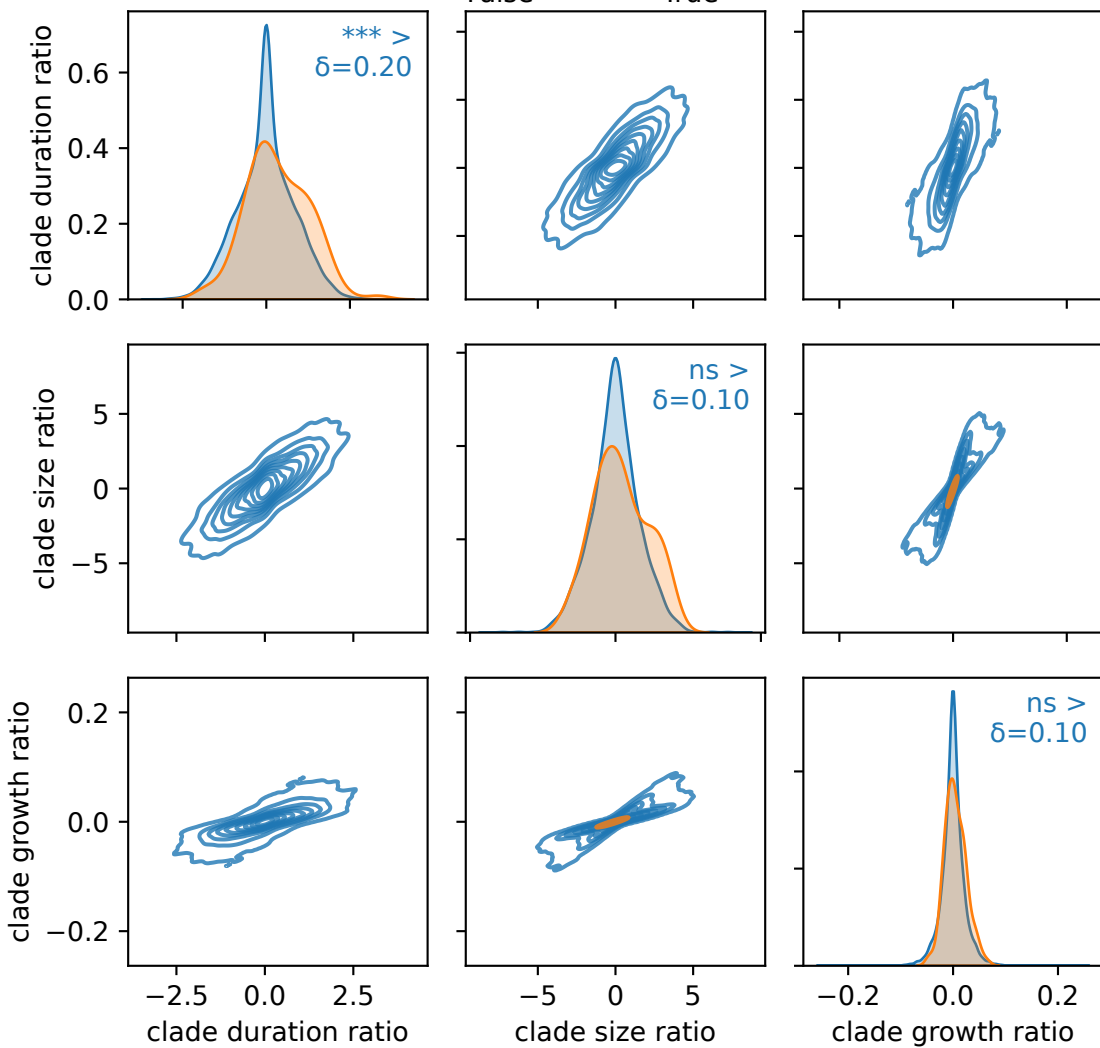 True
clade duration ratio
0.6
0.4
0.2
0.0
*** >
δ=0.20
clade size ratio
5
0
−5
ns >
δ=0.10
clade growth ratio
0.2
0.0
−0.2
ns >
δ=0.10
−2.5 0.0 2.5
−5 0 5
−0.2 0.0 0.2
clade duration ratio
clade size ratio
clade growth ratio